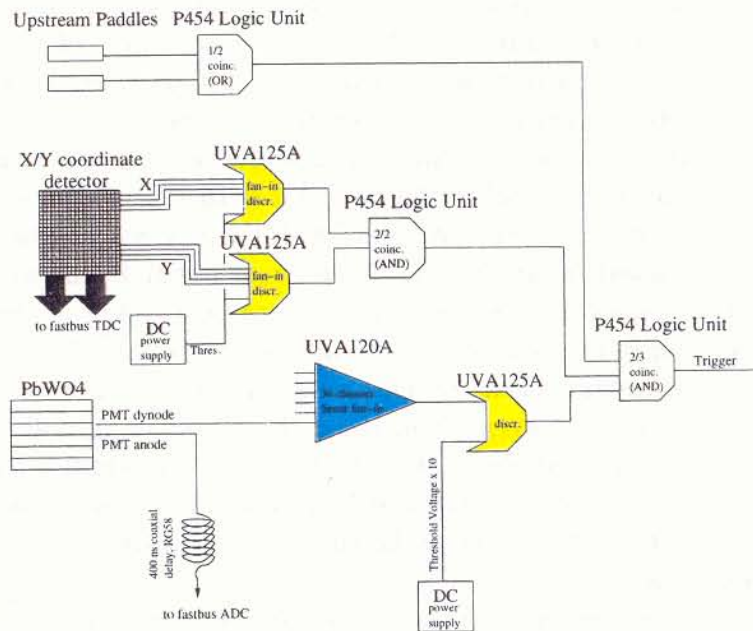 Upstream Paddles P454 Logic Unit
1/2
coinc.
(OR)
X/Y coordinate
detector
X
Y
UVA125A
fan-in
discr.
UVA125A
fan-in
discr.
P454 Logic Unit
2/2
coinc.
(AND)
to fastbus TDC
DC
power
supply
Thres.
P454 Logic Unit
2/3
coinc.
(AND)
Trigger
UVA120A
linear fan-in
UVA125A
discr.
PbWO4
PMT dynode
PMT anode
400 ns coaxial
delay, RG58
to fastbus ADC
Threshold Voltage x 10
DC
power
supply